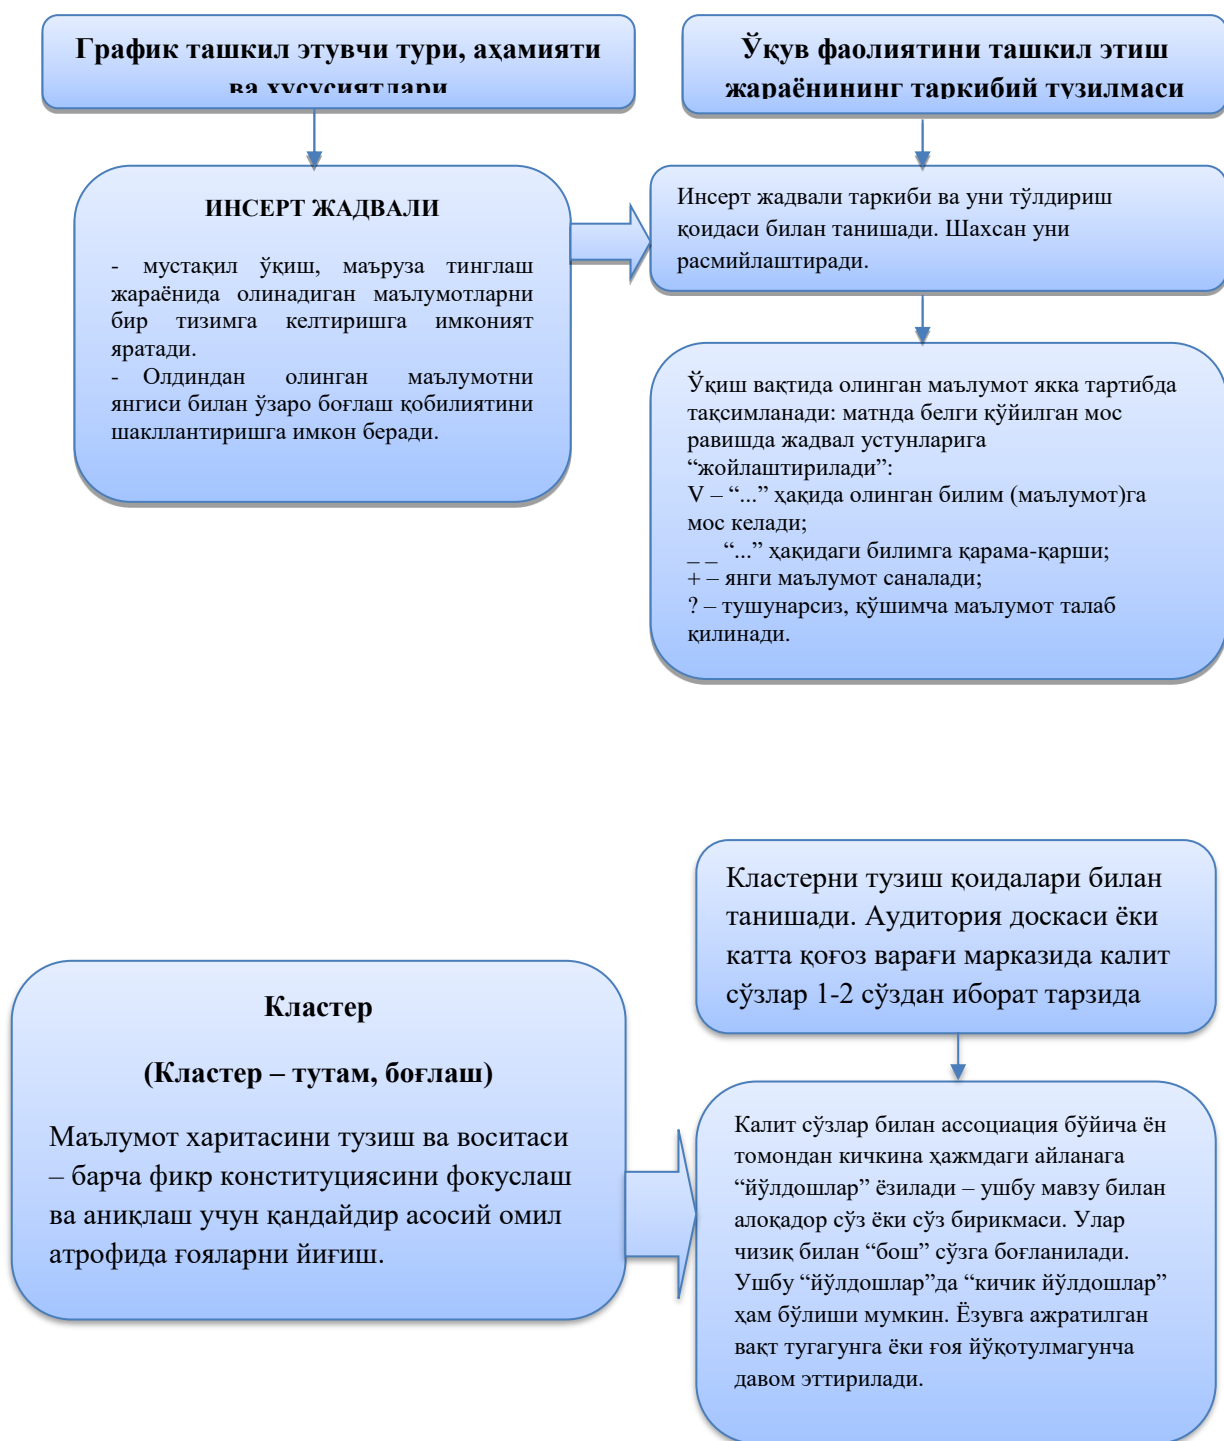 График ташкил этувчи тури, аҳамияти
ва хусусиятлари
Ўқув фаолиятини ташкил этиш
жараёнининг таркибий тузилмаси
ИНСЕРТ ЖАДВАЛИ
- мустақил ўқиш, маъруза тинглаш
жараёнида олинадиган маълумотларни
бир тизимга келтиришга имконият
яратади.
- Олдиндан олинган маълумотни
янгиси билан ўзаро боғлаш қобилиятини
шакллантиришга имкон беради.
Инсерт жадвали таркиби ва уни тўлдириш
қоидаси билан танишади. Шахсан уни
расмийлаштиради.
Ўқиш вақтида олинган маълумот якка тартибда
тақсимланади: матнда белги қўйилган мос
равишда жадвал устунларига
“жойлаштирилади”:
V – “...” ҳақида олинган билим (маълумот)га
мос келади;
_ _ “...” ҳақидаги билимга қарама-қарши;
+ – янги маълумот саналади;
? – тушунарсиз, қўшимча маълумот талаб
қилинади.
Кластерни тузиш қоидалари билан
танишади. Аудитория доскаси ёки
катта қоғоз варағи марказида калит
сўзлар 1-2 сўздан иборат тарзида
Кластер
(Кластер – тутам, боғлаш)
Маълумот харитасини тузиш ва воситаси
– барча фикр конституциясини фокуслаш
ва аниқлаш учун қандайдир асосий омил
атрофида ғояларни йиғиш.
Калит сўзлар билан ассоциация бўйича ён
томондан кичкина ҳажмдаги айланага
“йўлдошлар” ёзилади – ушбу мавзу билан
алоқадор сўз ёки сўз бирикмаси. Улар
чизиқ билан “бош” сўзга боғланилади.
Ушбу “йўлдошлар”да “кичик йўлдошлар”
ҳам бўлиши мумкин. Ёзувга ажратилган
вақт тугагунга ёки ғоя йўқотулмагунча
давом эттирилади.